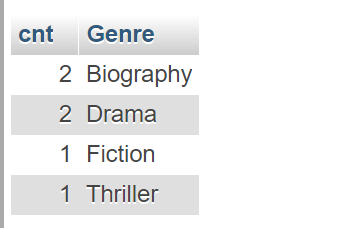 cnt Genre
2 Biography
2 Drama
1 Fiction
1 Thriller